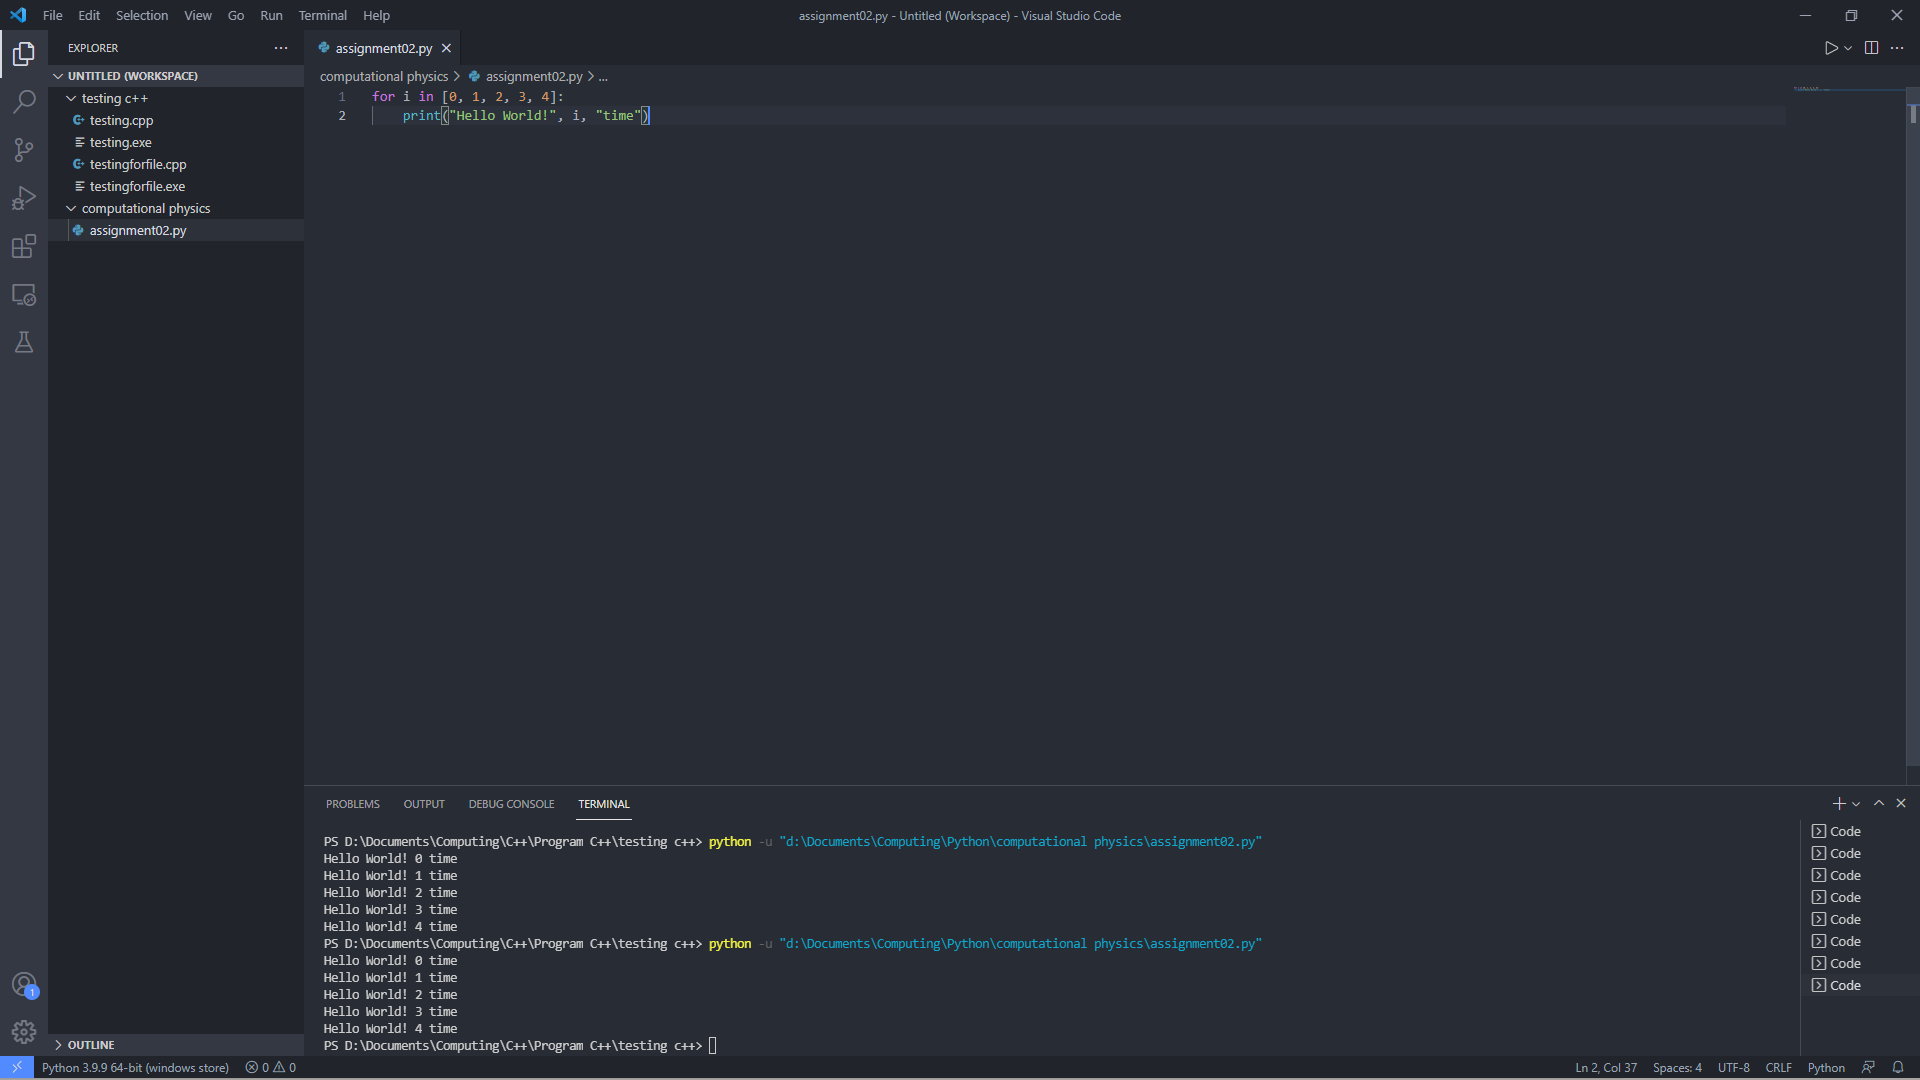 File Edit Selection View Go Run Terminal Help
assignment02.py - Untitled (Workspace) - Visual Studio Code
EXPLORER
UNTITLED (WORKSPACE)
testing c++
testing.cpp
testing.exe
testingforfile.cpp
testingforfile.exe
computational physics
assignment02.py
OUTLINE
assignment02.py
computational physics > assignment02.py > ...
1 for i in [0, 1, 2, 3, 4]:
2 print("Hello World!", i, "time")
PROBLEMS OUTPUT DEBUG CONSOLE TERMINAL
PS D:\Documents\Computing\C++\Program C++\testing c++> python -u "d:\Documents\Computing\Python\computational physics\assignment02.py"
Hello World! 0 time
Hello World! 1 time
Hello World! 2 time
Hello World! 3 time
Hello World! 4 time
PS D:\Documents\Computing\C++\Program C++\testing c++> python -u "d:\Documents\Computing\Python\computational physics\assignment02.py"
Hello World! 0 time
Hello World! 1 time
Hello World! 2 time
Hello World! 3 time
Hello World! 4 time
PS D:\Documents\Computing\C++\Program C++\testing c++>
Code
Code
Code
Code
Code
Code
Code
Code
1
Python 3.9.9 64-bit (windows store) 0 0
Ln 2, Col 37 Spaces: 4 UTF-8 CRLF Python